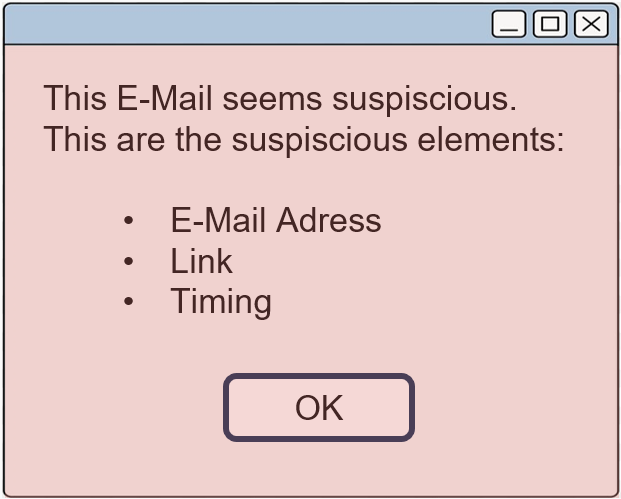 This E-Mail seems suspiscious.
This are the suspiscious elements:
• E-Mail Adress
• Link
• Timing
OK